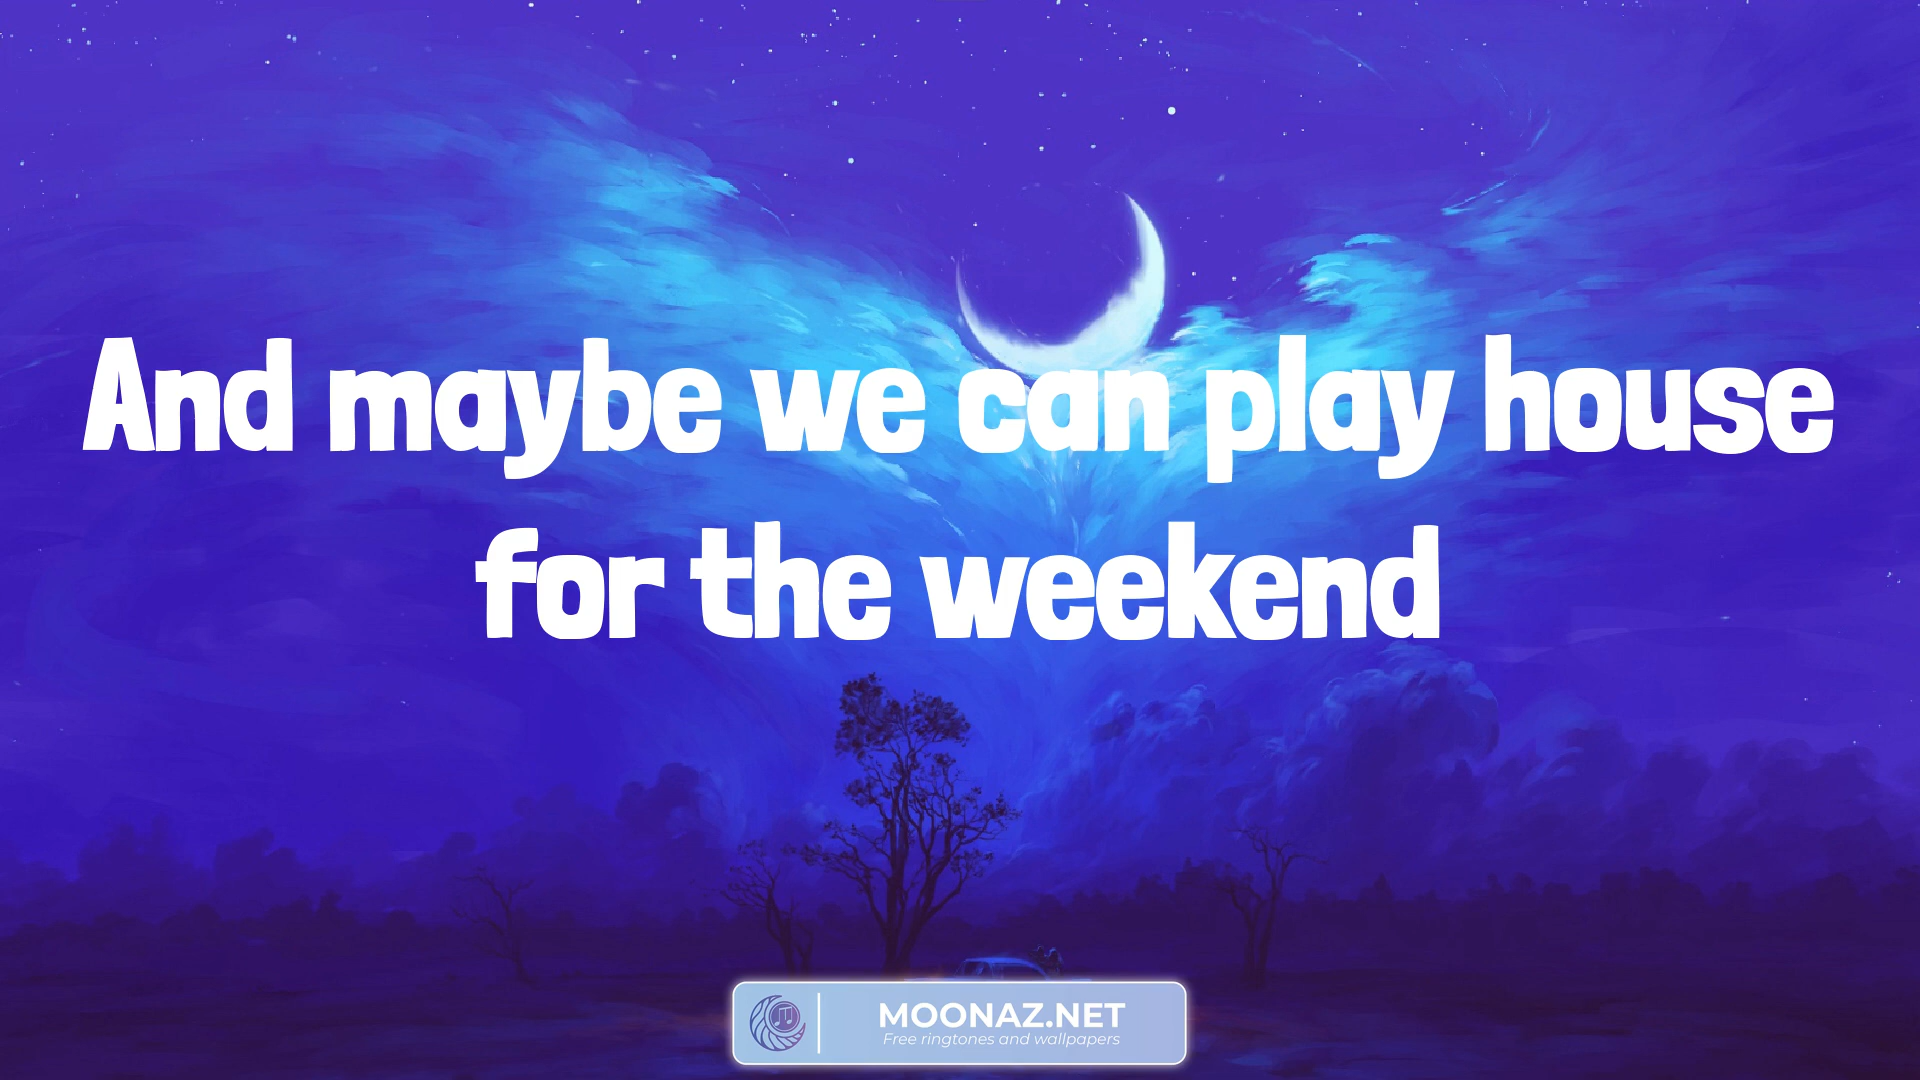 And maybe we can play house
for the weekend
MOONAZ.NET
Free ringtones and wallpapers